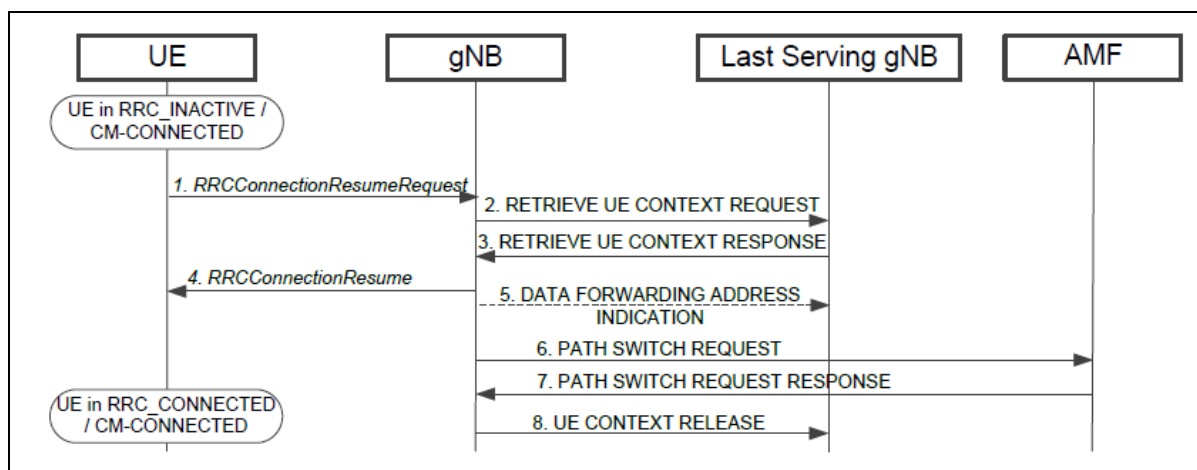 UE
gNB
Last Serving gNB
AMF
UE in RRC_INACTIVE /
CM-CONNECTED
1. RRCConnectionResumeRequest
2. RETRIEVE UE CONTEXT REQUEST
3. RETRIEVE UE CONTEXT RESPONSE
4. RRCConnectionResume
5. DATA FORWARDING ADDRESS
INDICATION
6. PATH SWITCH REQUEST
7. PATH SWITCH REQUEST RESPONSE
UE in RRC_CONNECTED
/ CM-CONNECTED
8. UE CONTEXT RELEASE